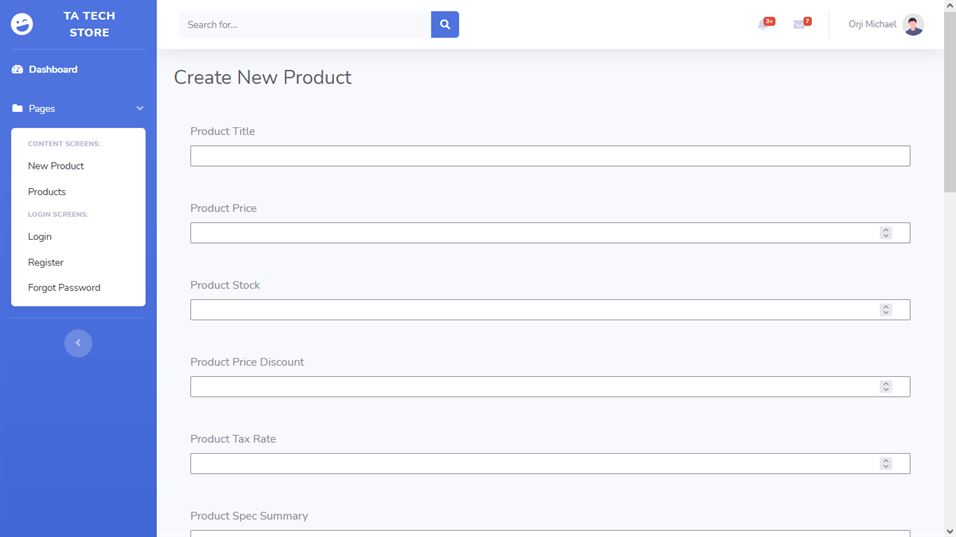 TA TECH
STORE
Dashboard
Pages
CONTENT SCREENS:
New Product
Products
LOGIN SCREENS:
Login
Register
Forgot Password
Search for...
3+
7
Orji Michael
Create New Product
Product Title
Product Price
Product Stock
Product Price Discount
Product Tax Rate
Product Spec Summary